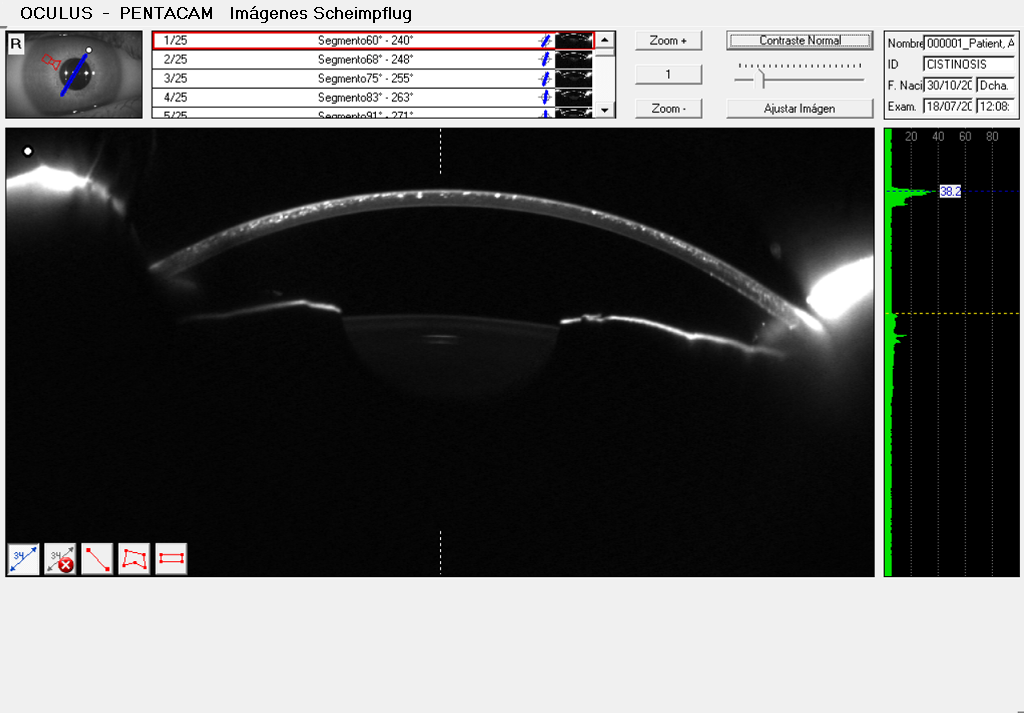 OCULUS - PENTACAM Imágenes Scheimpflug
R
1/25 Segmento60° - 240°
2/25 Segmento68° - 248°
3/25 Segmento75° - 255°
4/25 Segmento83° - 263°
5/25 Segmento91° - 271°
Zoom +
1
Zoom -
Contraste Normal
Ajustar Imágen
Nombre 000001_Patient, A
ID CISTINOSIS
F. Naci 30/10/20 Dcha.
Exam. 18/07/20 12:08:
20 40 60 80
38.2
34
34